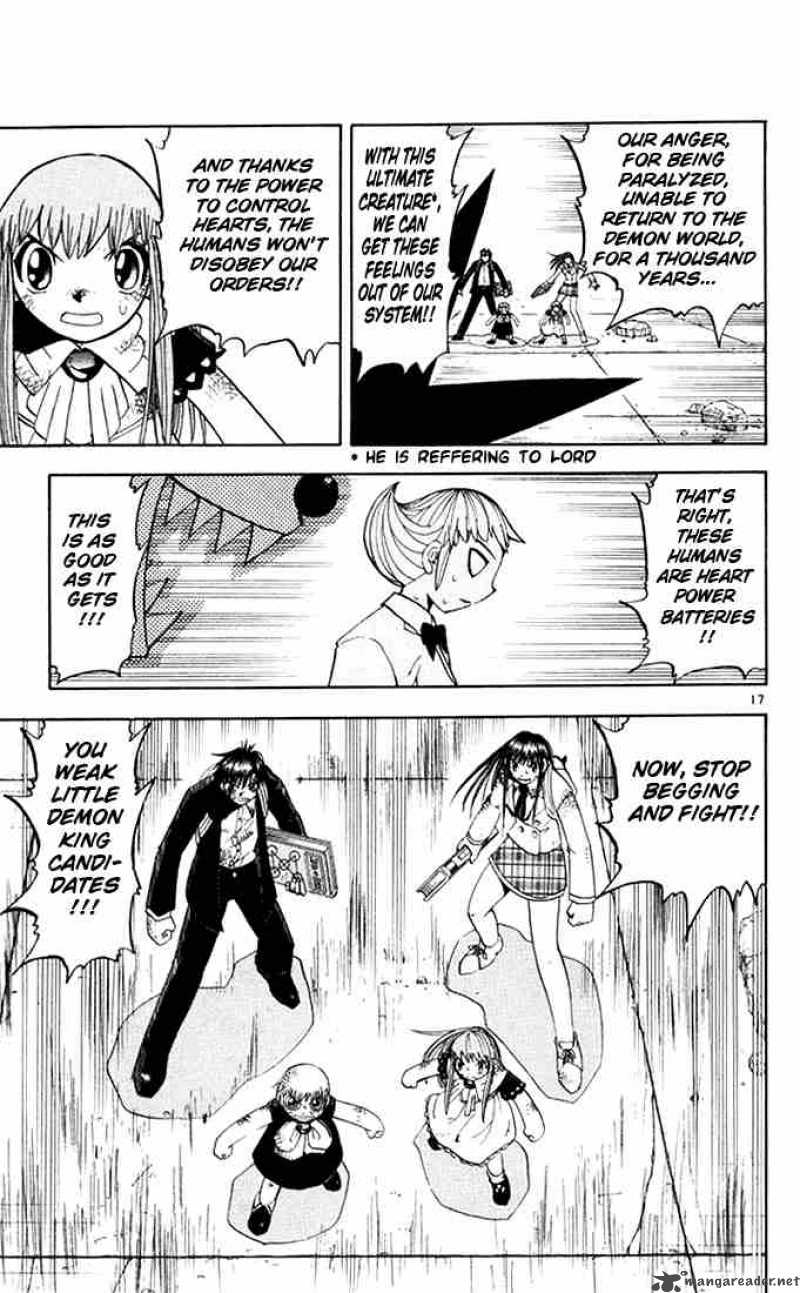 OUR ANGER,
FOR BEING
PARALYZED,
UNABLE TO
RETURN TO THE
DEMON WORLD,
FOR A THOUSAND
YEARS...
WITH THIS
ULTIMATE
CREATURE*,
WE CAN
GET THESE
FEELINGS
OUT OF OUR
SYSTEM!!
* HE IS REFFERING TO LORD
AND THANKS
TO THE POWER
TO CONTROL
HEARTS, THE
HUMANS WON'T
DISOBEY OUR
ORDERS!!
THAT'S
RIGHT,
THESE
HUMANS
ARE HEART
POWER
BATTERIES
!!
THIS
IS AS
GOOD
AS IT
GETS
!!!
17
NOW, STOP
BEGGING
AND FIGHT!!
YOU
WEAK
LITTLE
DEMON
KING
CANDI-
DATES
!!!
mangareader.net